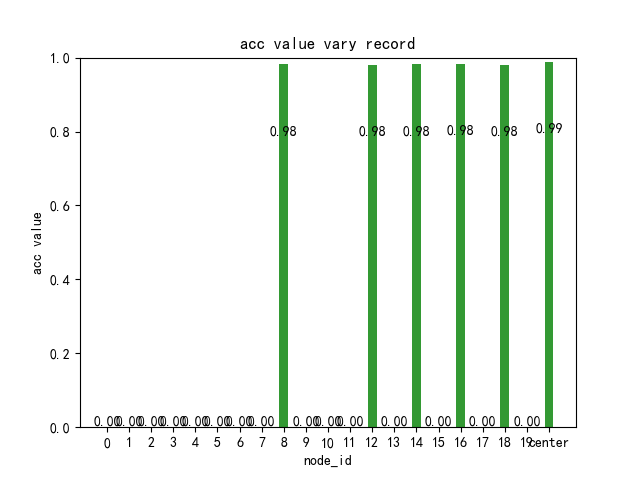 acc value vary record
1.0
0.8
0.6
0.4
0.2
0.0
acc value
0.98 0.98 0.98 0.98 0.98 0.99
0.00 0.00 0.00 0.00 0.00 0.00 0.00 0.00 0.00 0.00 0.00 0.00 0.00 0.00 0.00
0 1 2 3 4 5 6 7 8 9 10 11 12 13 14 15 16 17 18 19 center
node_id